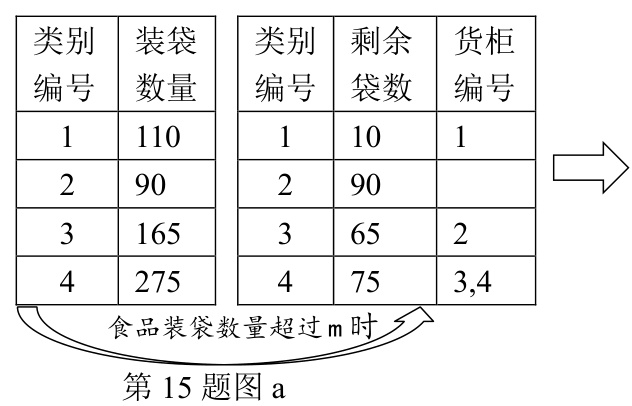 类别编号 装袋数量
1 110
2 90
3 165
4 275
类别编号 剩余袋数 货柜编号
1 10 1
2 90
3 65 2
4 75 3,4
食品装袋数量超过m时
第15题图a